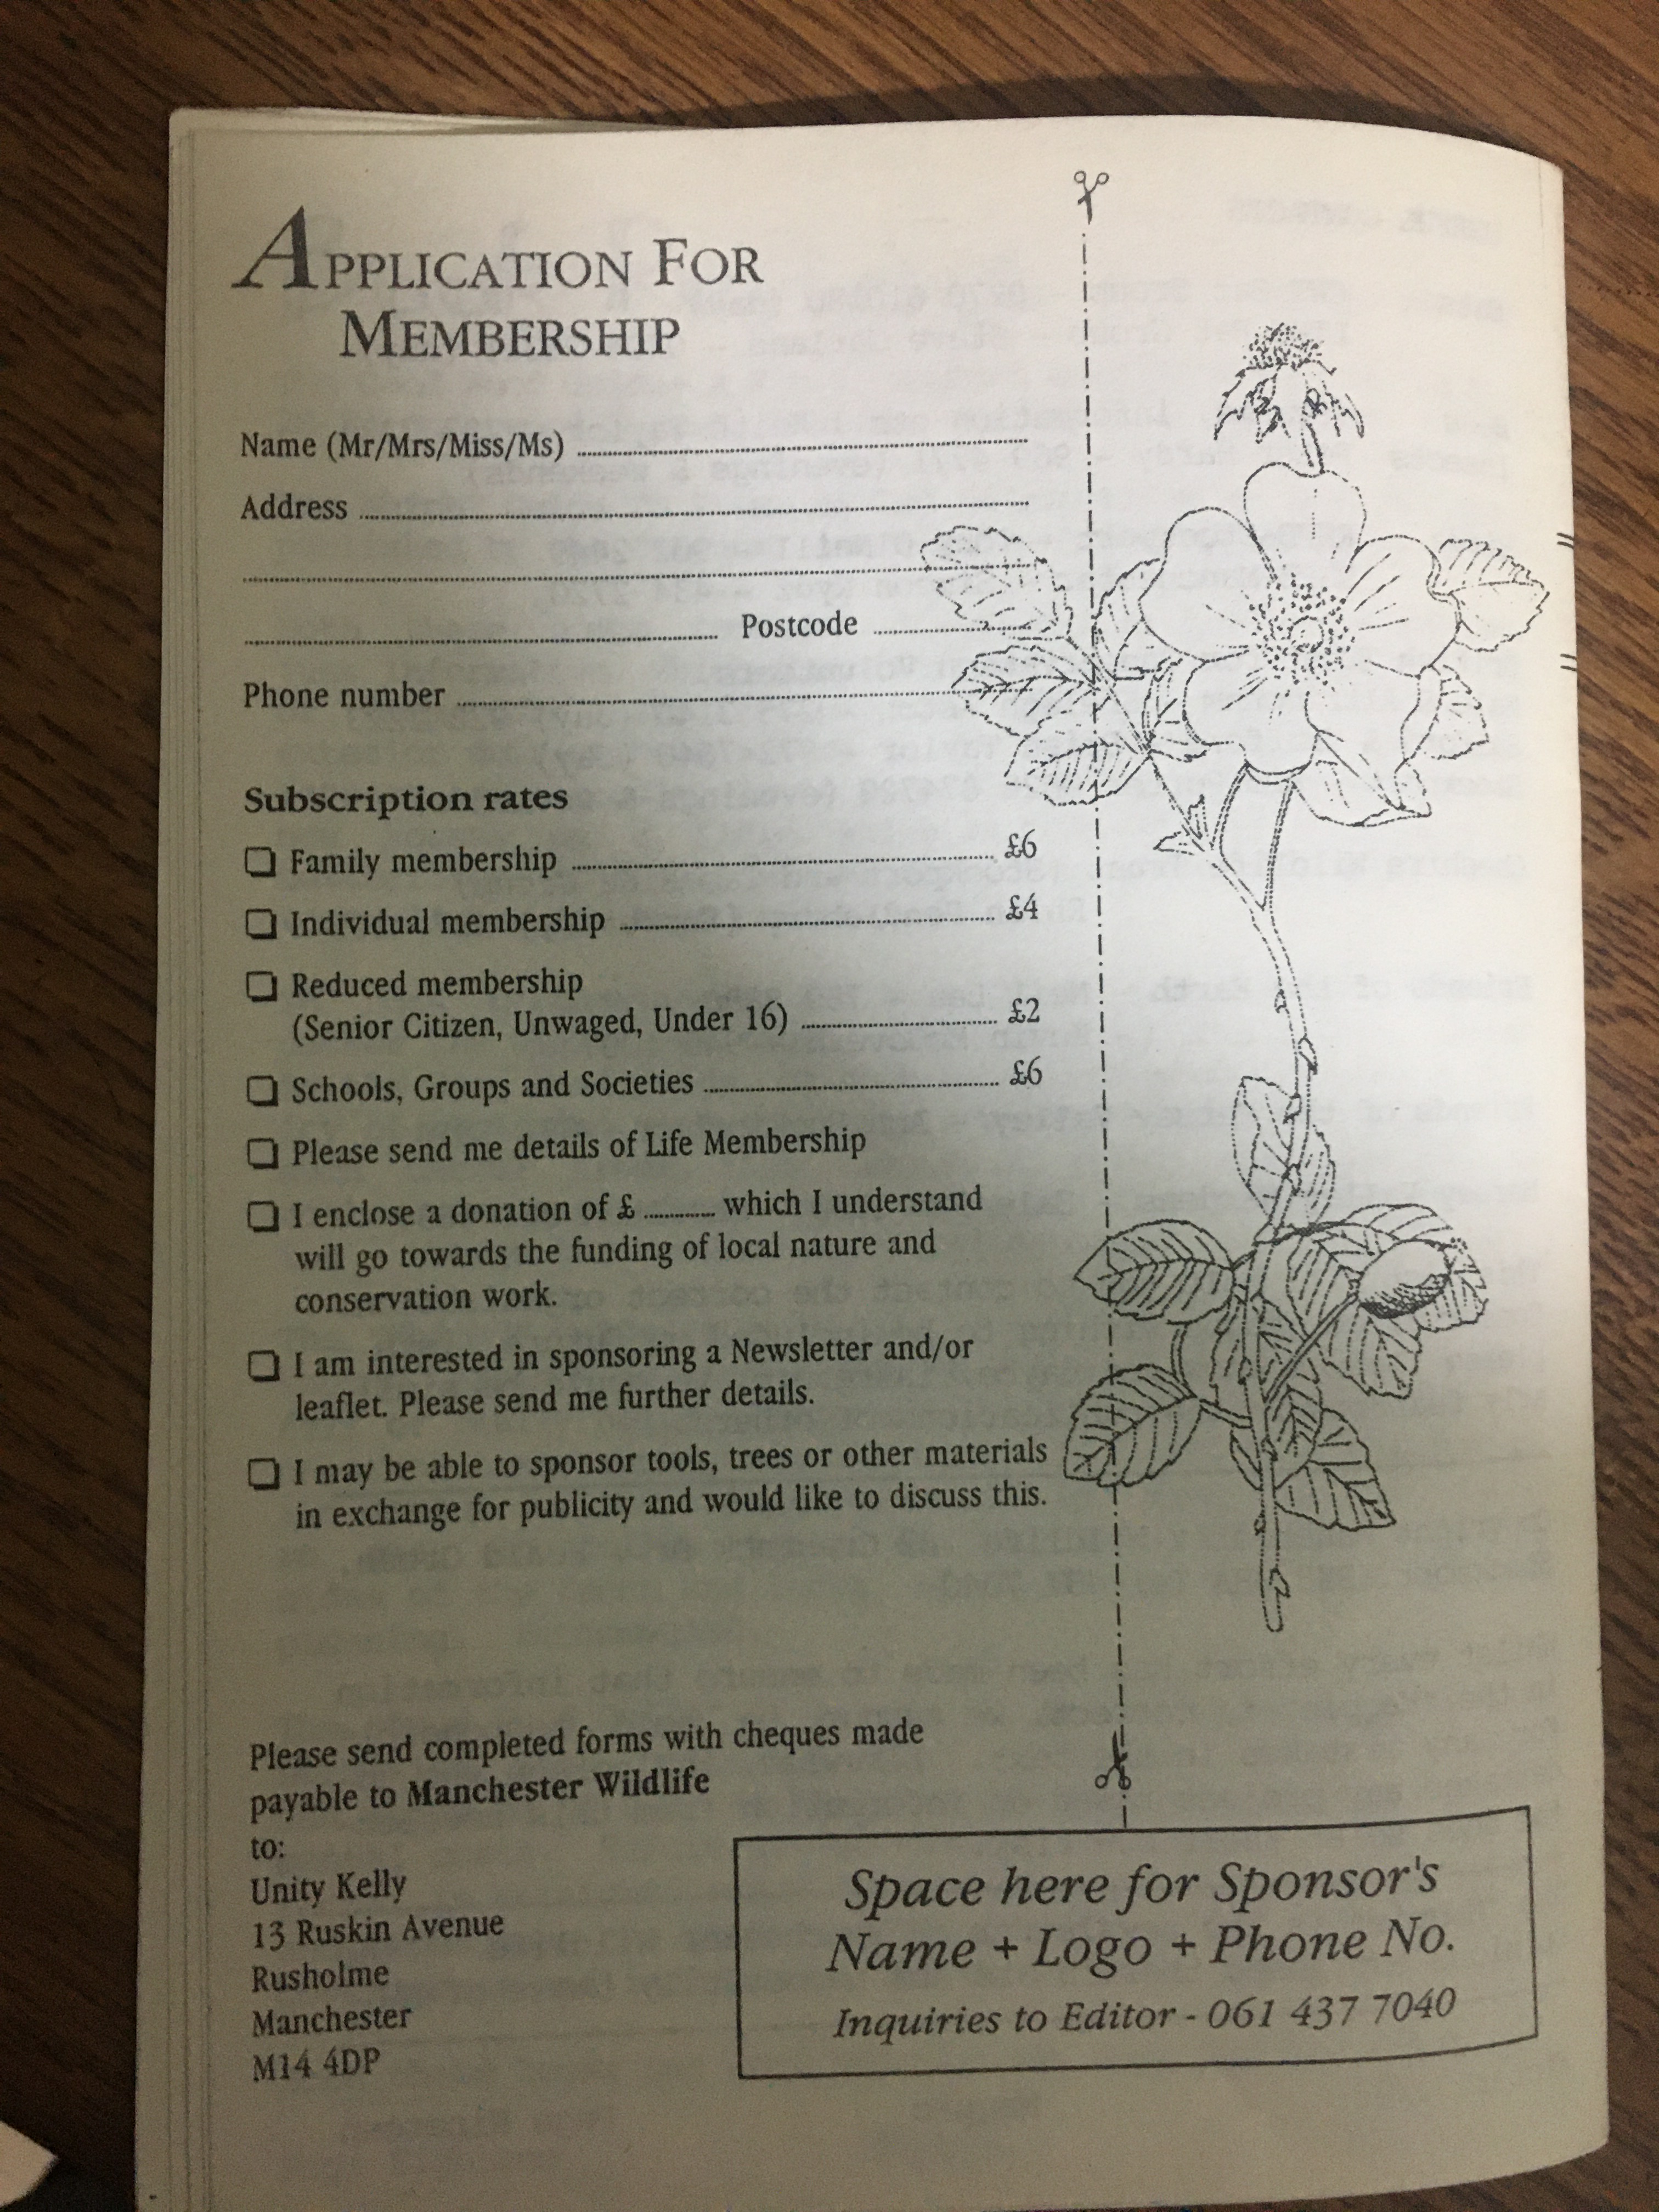 APPLICATION FOR
MEMBERSHIP
Name (Mr/Mrs/Miss/Ms)
Address
Postcode
Phone number
Subscription rates
Family membership £6
Individual membership £4
Reduced membership
(Senior Citizen, Unwaged, Under 16) £2
Schools, Groups and Societies £6
Please send me details of Life Membership
I enclose a donation of £ which I understand
will go towards the funding of local nature and
conservation work.
I am interested in sponsoring a Newsletter and/or
leaflet. Please send me further details.
I may be able to sponsor tools, trees or other materials
in exchange for publicity and would like to discuss this.
Please send completed forms with cheques made
payable to Manchester Wildlife
to:
Unity Kelly
13 Ruskin Avenue
Rusholme
Manchester
M14 4DP
Space here for Sponsor's
Name + Logo + Phone No.
Inquiries to Editor - 061 437 7040